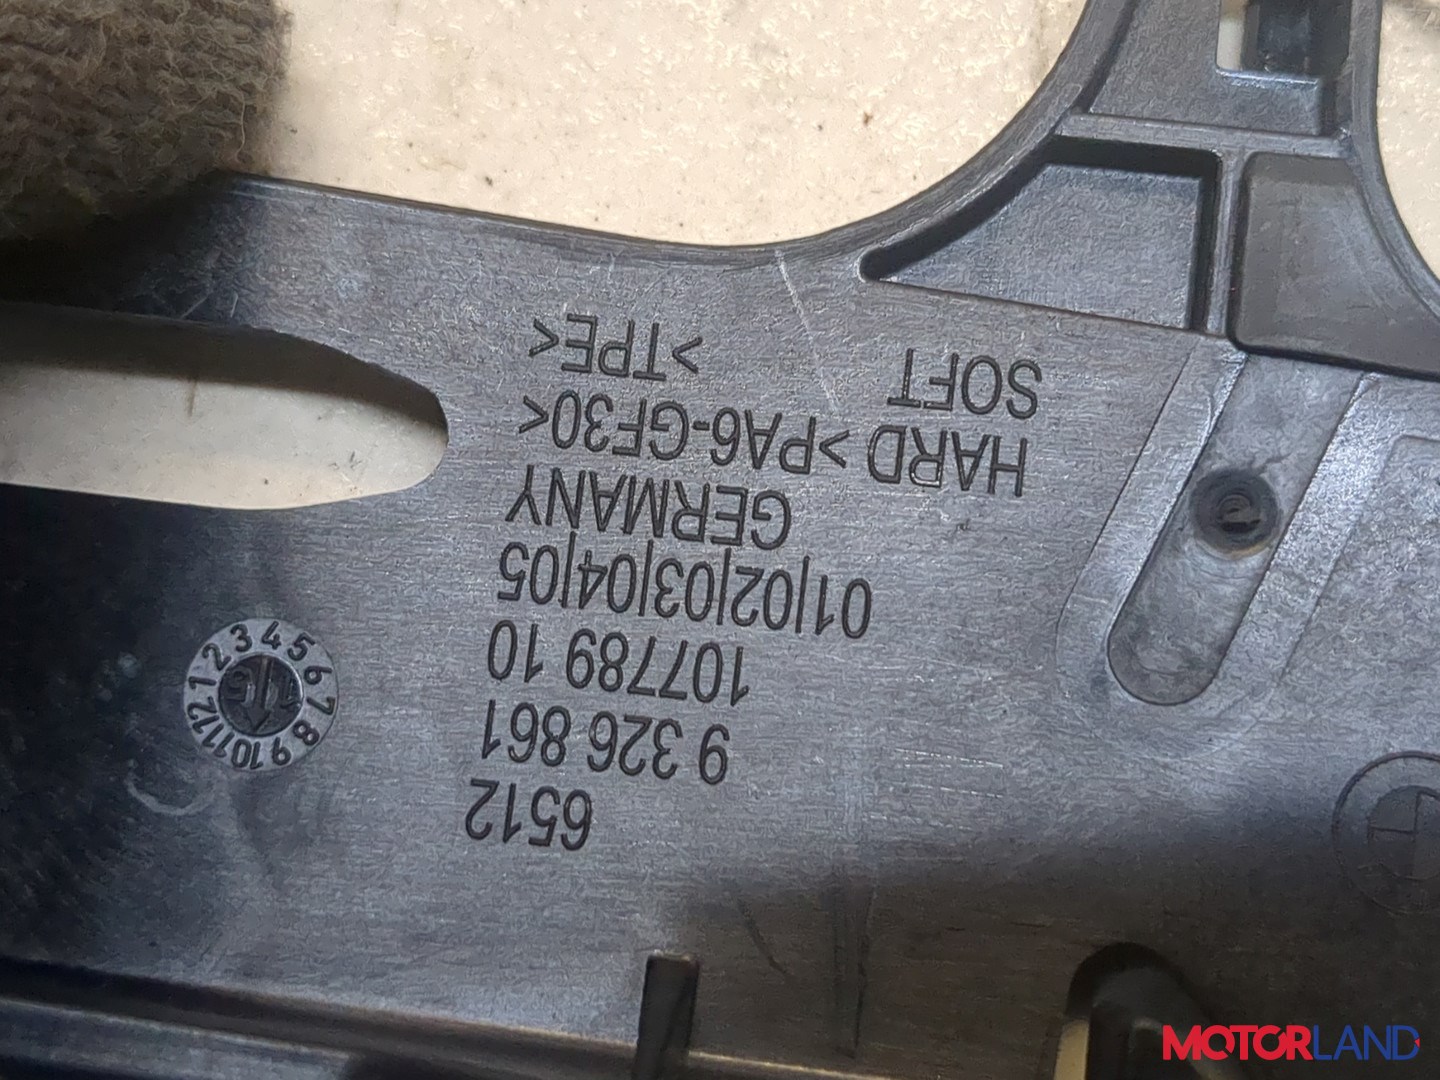 6512
9 326 861
107789 10
01|02|03|04|05
GERMANY
HARD >PA6-GF30<
SOFT >TPE<
1 2 3 4 5 6 7 8 9 10 11 12
MOTORLAND